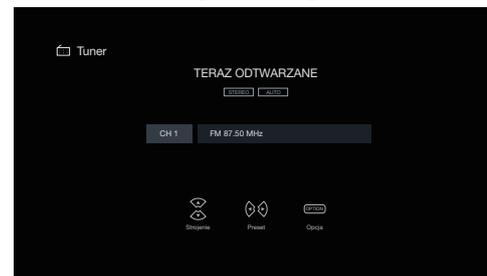 Tuner
TERAZ ODTWARZANE
STEREO AUTO
CH 1 FM 87.50 MHz
OPTION
Strojenie Preset Opcja